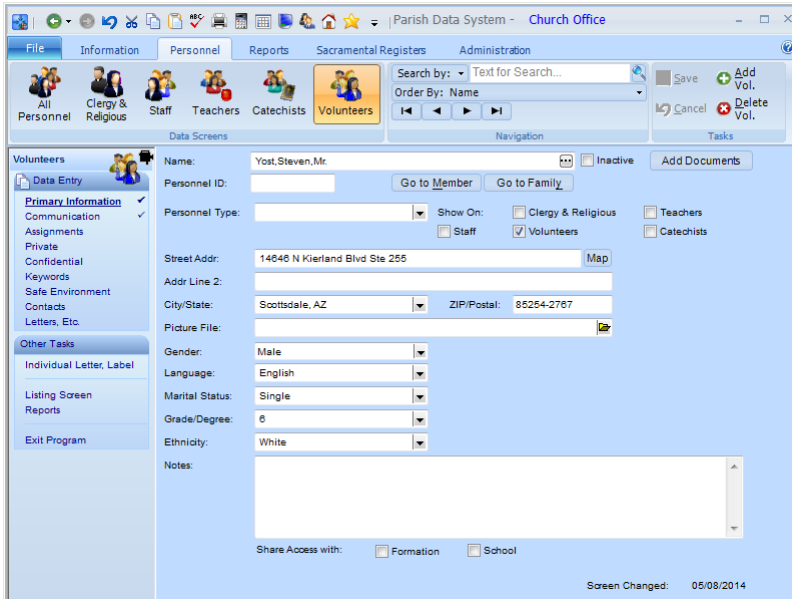 ABC Parish Data System - Church Office
File Information Personnel Reports Sacramental Registers Administration
All Personnel
Clergy & Religious
Staff
Teachers
Catechists
Volunteers
Data Screens
Search by: Text for Search...
Order By: Name
Navigation
Save
Add Vol.
Cancel
Delete Vol.
Tasks
Volunteers
Data Entry
Primary Information
Communication
Assignments
Private
Confidential
Keywords
Safe Environment
Contacts
Letters, Etc.
Other Tasks
Individual Letter, Label
Listing Screen
Reports
Exit Program
Name: Yost,Steven,Mr. Inactive Add Documents
Personnel ID: Go to Member Go to Family
Personnel Type: Show On: Clergy & Religious Teachers
Staff Volunteers Catechists
Street Addr: 14646 N Kierland Blvd Ste 255 Map
Addr Line 2:
City/State: Scottsdale, AZ ZIP/Postal: 85254-2767
Picture File:
Gender: Male
Language: English
Marital Status: Single
Grade/Degree: 6
Ethnicity: White
Notes:
Share Access with: Formation School
Screen Changed: 05/08/2014